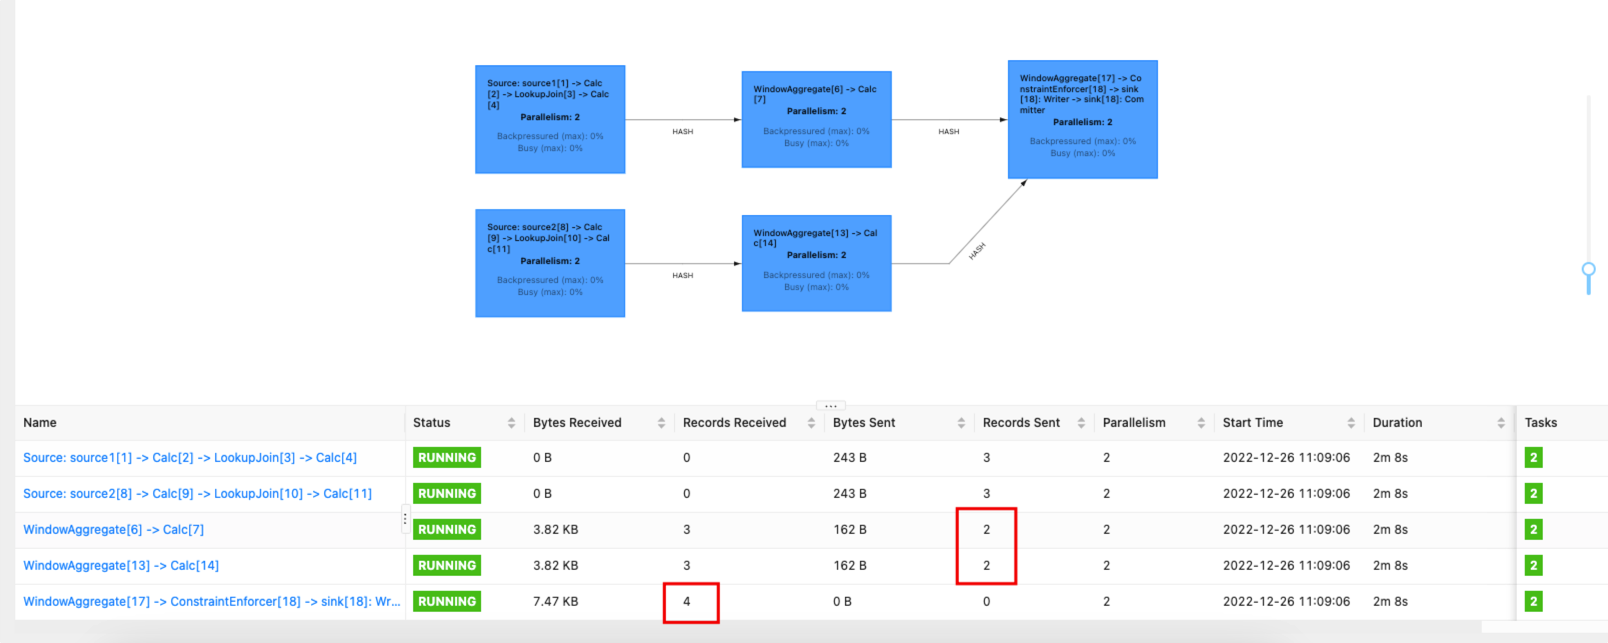 Source: source1[1] -> Calc
[2] -> LookupJoin[3] -> Calc
[4]
Parallelism: 2
Backpressured (max): 0%
Busy (max): 0%
HASH
WindowAggregate[6] -> Calc
[7]
Parallelism: 2
Backpressured (max): 0%
Busy (max): 0%
HASH
WindowAggregate[17] -> Co
nstraintEnforcer[18] -> sink
[18]: Writer -> sink[18]: Com
mitter
Parallelism: 2
Backpressured (max): 0%
Busy (max): 0%
Source: source2[8] -> Calc
[9] -> LookupJoin[10] -> Cal
c[11]
Parallelism: 2
Backpressured (max): 0%
Busy (max): 0%
HASH
WindowAggregate[13] -> Cal
c[14]
Parallelism: 2
Backpressured (max): 0%
Busy (max): 0%
HASH
Name Status Bytes Received Records Received Bytes Sent Records Sent Parallelism Start Time Duration Tasks
Source: source1[1] -> Calc[2] -> LookupJoin[3] -> Calc[4] RUNNING 0 B 0 243 B 3 2 2022-12-26 11:09:06 2m 8s 2
Source: source2[8] -> Calc[9] -> LookupJoin[10] -> Calc[11] RUNNING 0 B 0 243 B 3 2 2022-12-26 11:09:06 2m 8s 2
WindowAggregate[6] -> Calc[7] RUNNING 3.82 KB 3 162 B 2 2 2022-12-26 11:09:06 2m 8s 2
WindowAggregate[13] -> Calc[14] RUNNING 3.82 KB 3 162 B 2 2 2022-12-26 11:09:06 2m 8s 2
WindowAggregate[17] -> ConstraintEnforcer[18] -> sink[18]: Wr... RUNNING 7.47 KB 4 0 B 0 2 2022-12-26 11:09:06 2m 8s 2